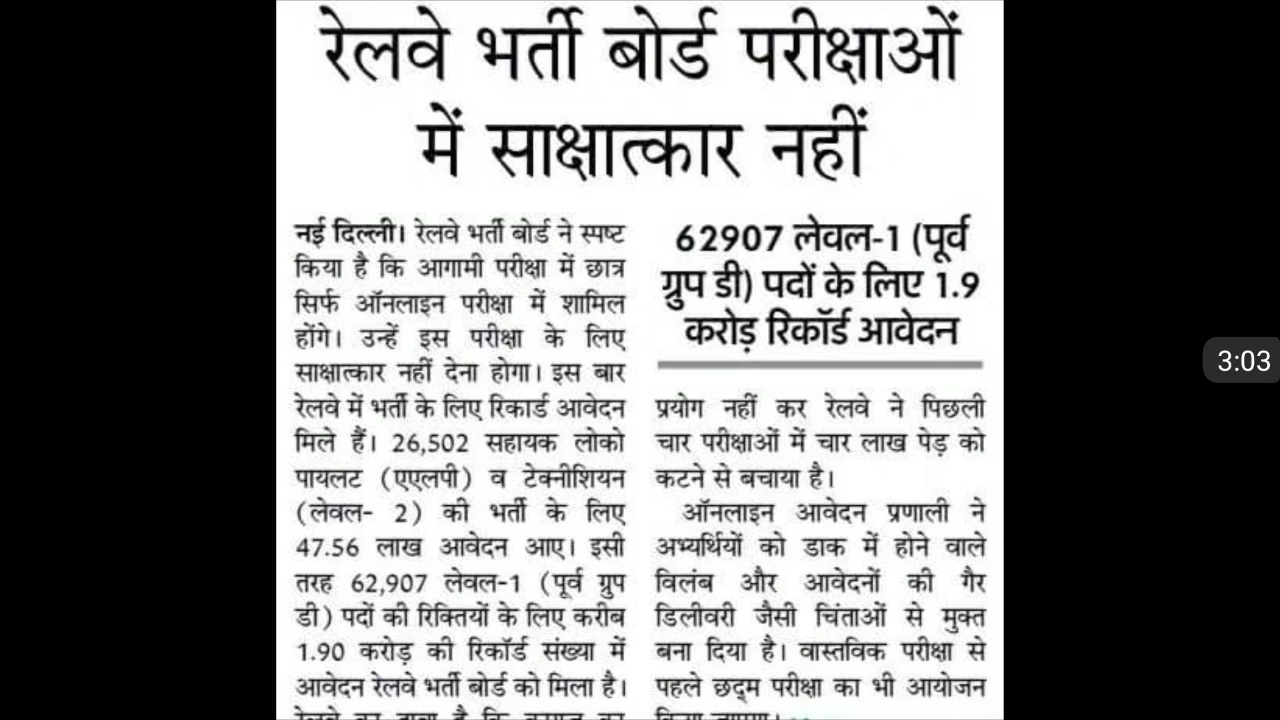 रेलवे भर्ती बोर्ड परीक्षाओं
में साक्षात्कार नहीं
नई दिल्ली। रेलवे भर्ती बोर्ड ने स्पष्ट
किया है कि आगामी परीक्षा में छात्र
सिर्फ ऑनलाइन परीक्षा में शामिल
होंगे। उन्हें इस परीक्षा के लिए
साक्षात्कार नहीं देना होगा। इस बार
रेलवे में भर्ती के लिए रिकार्ड आवेदन
मिले हैं। 26,502 सहायक लोको
पायलट (एएलपी) व टेक्नीशियन
(लेवल- 2) की भर्ती के लिए
47.56 लाख आवेदन आए। इसी
तरह 62,907 लेवल-1 (पूर्व ग्रुप
डी) पदों की रिक्तियों के लिए करीब
1.90 करोड़ की रिकॉर्ड संख्या में
आवेदन रेलवे भर्ती बोर्ड को मिला है।
62907 लेवल-1 (पूर्व
ग्रुप डी) पदों के लिए 1.9
करोड़ रिकॉर्ड आवेदन
प्रयोग नहीं कर रेलवे ने पिछली
चार परीक्षाओं में चार लाख पेड़ को
कटने से बचाया है।
ऑनलाइन आवेदन प्रणाली ने
अभ्यर्थियों को डाक में होने वाले
विलंब और आवेदनों की गैर
डिलीवरी जैसी चिंताओं से मुक्त
बना दिया है। वास्तविक परीक्षा से
पहले छद्म परीक्षा का भी आयोजन
3:03